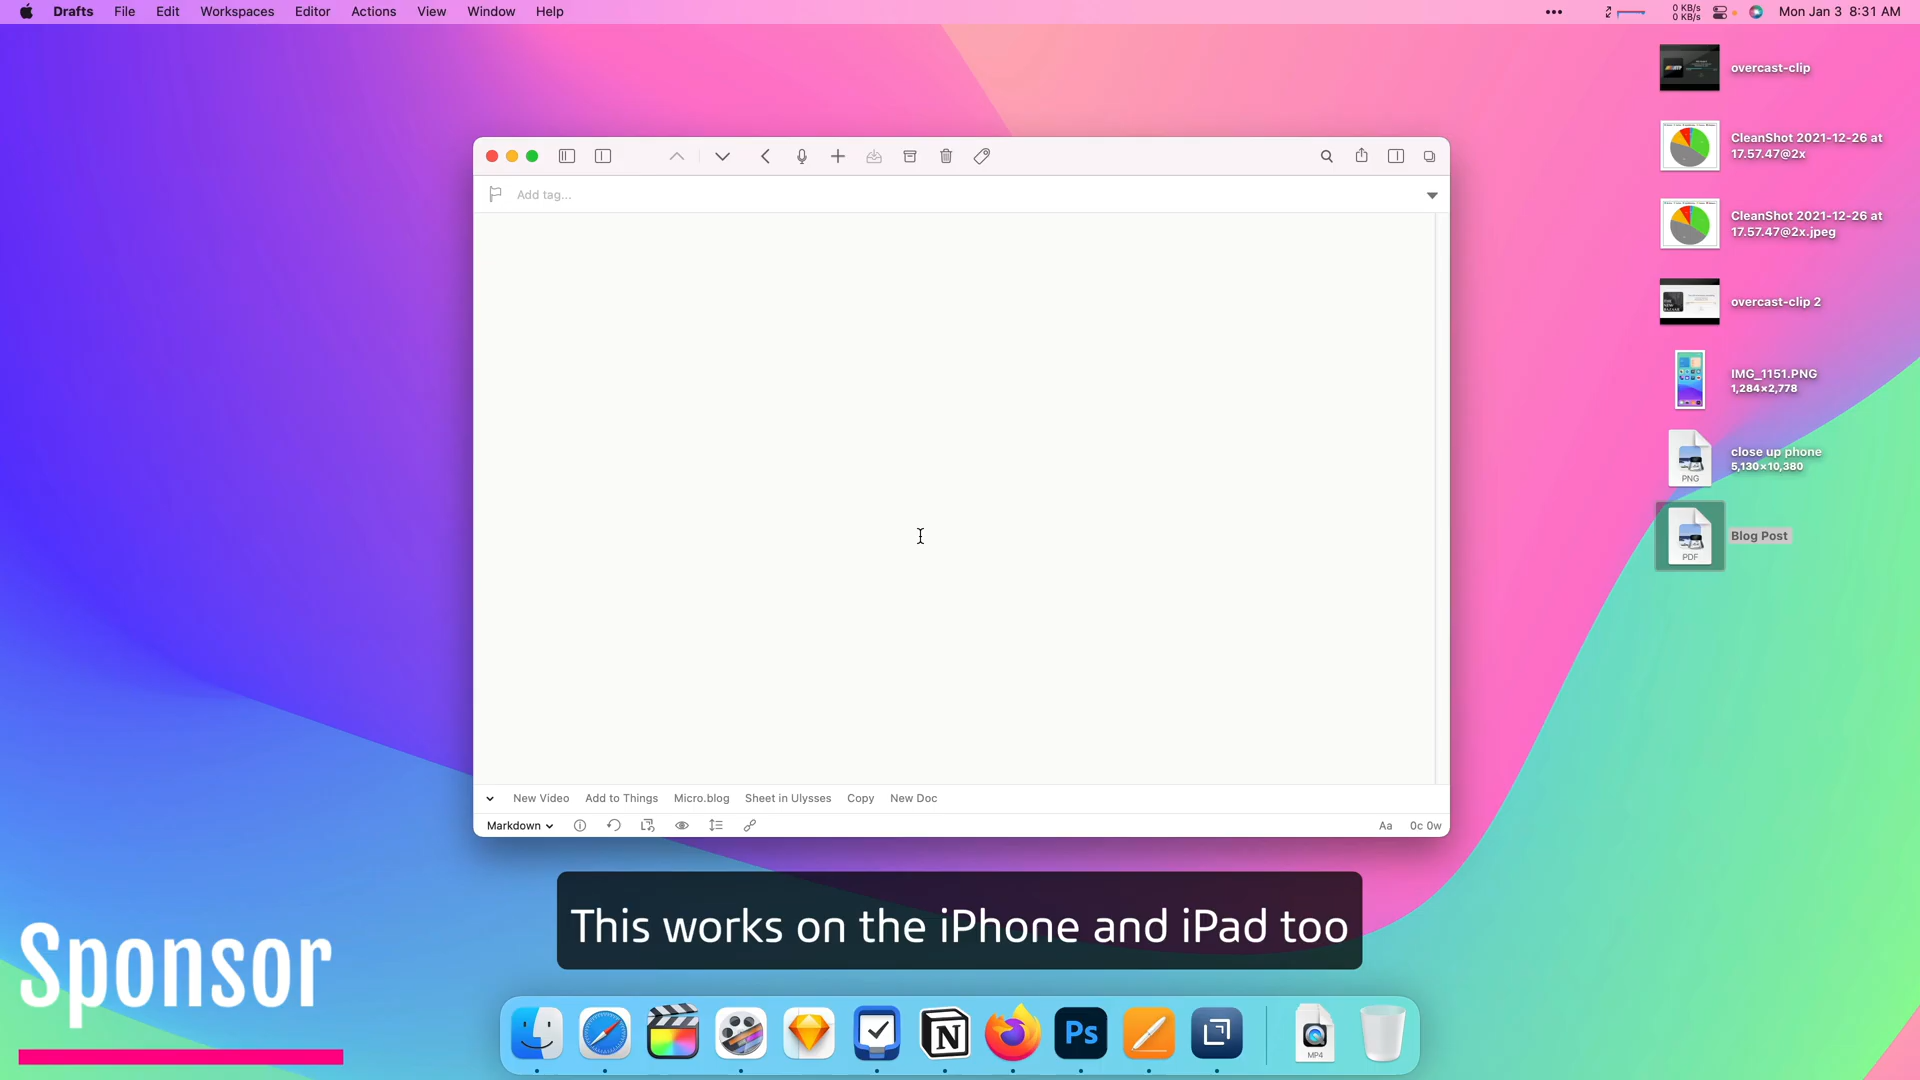 Drafts File Edit Workspaces Editor Actions View Window Help
0 KB/s
0 KB/s
Mon Jan 3 8:31 AM
overcast-clip
CleanShot 2021-12-26 at
17.57.47@2x
CleanShot 2021-12-26 at
17.57.47@2x.jpeg
overcast-clip 2
IMG_1151.PNG
1,284×2,778
close up phone
5,130×10,380
PNG
Blog Post
PDF
Add tag...
New Video Add to Things Micro.blog Sheet in Ulysses Copy New Doc
Markdown
Aa 0c 0w
This works on the iPhone and iPad too
Sponsor
N
Ps
MP4